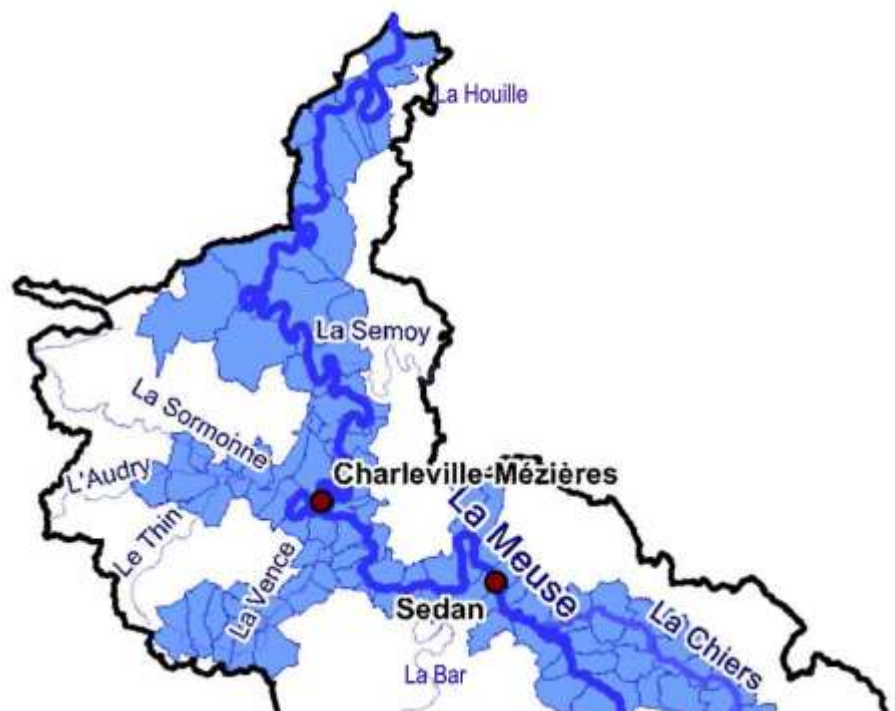 La Houille
La Semoy
La Sormonne
L'Audry
Charleville-Mézières
Le Thin
La Meuse
La Vence
Sedan
La Chiers
La Bar